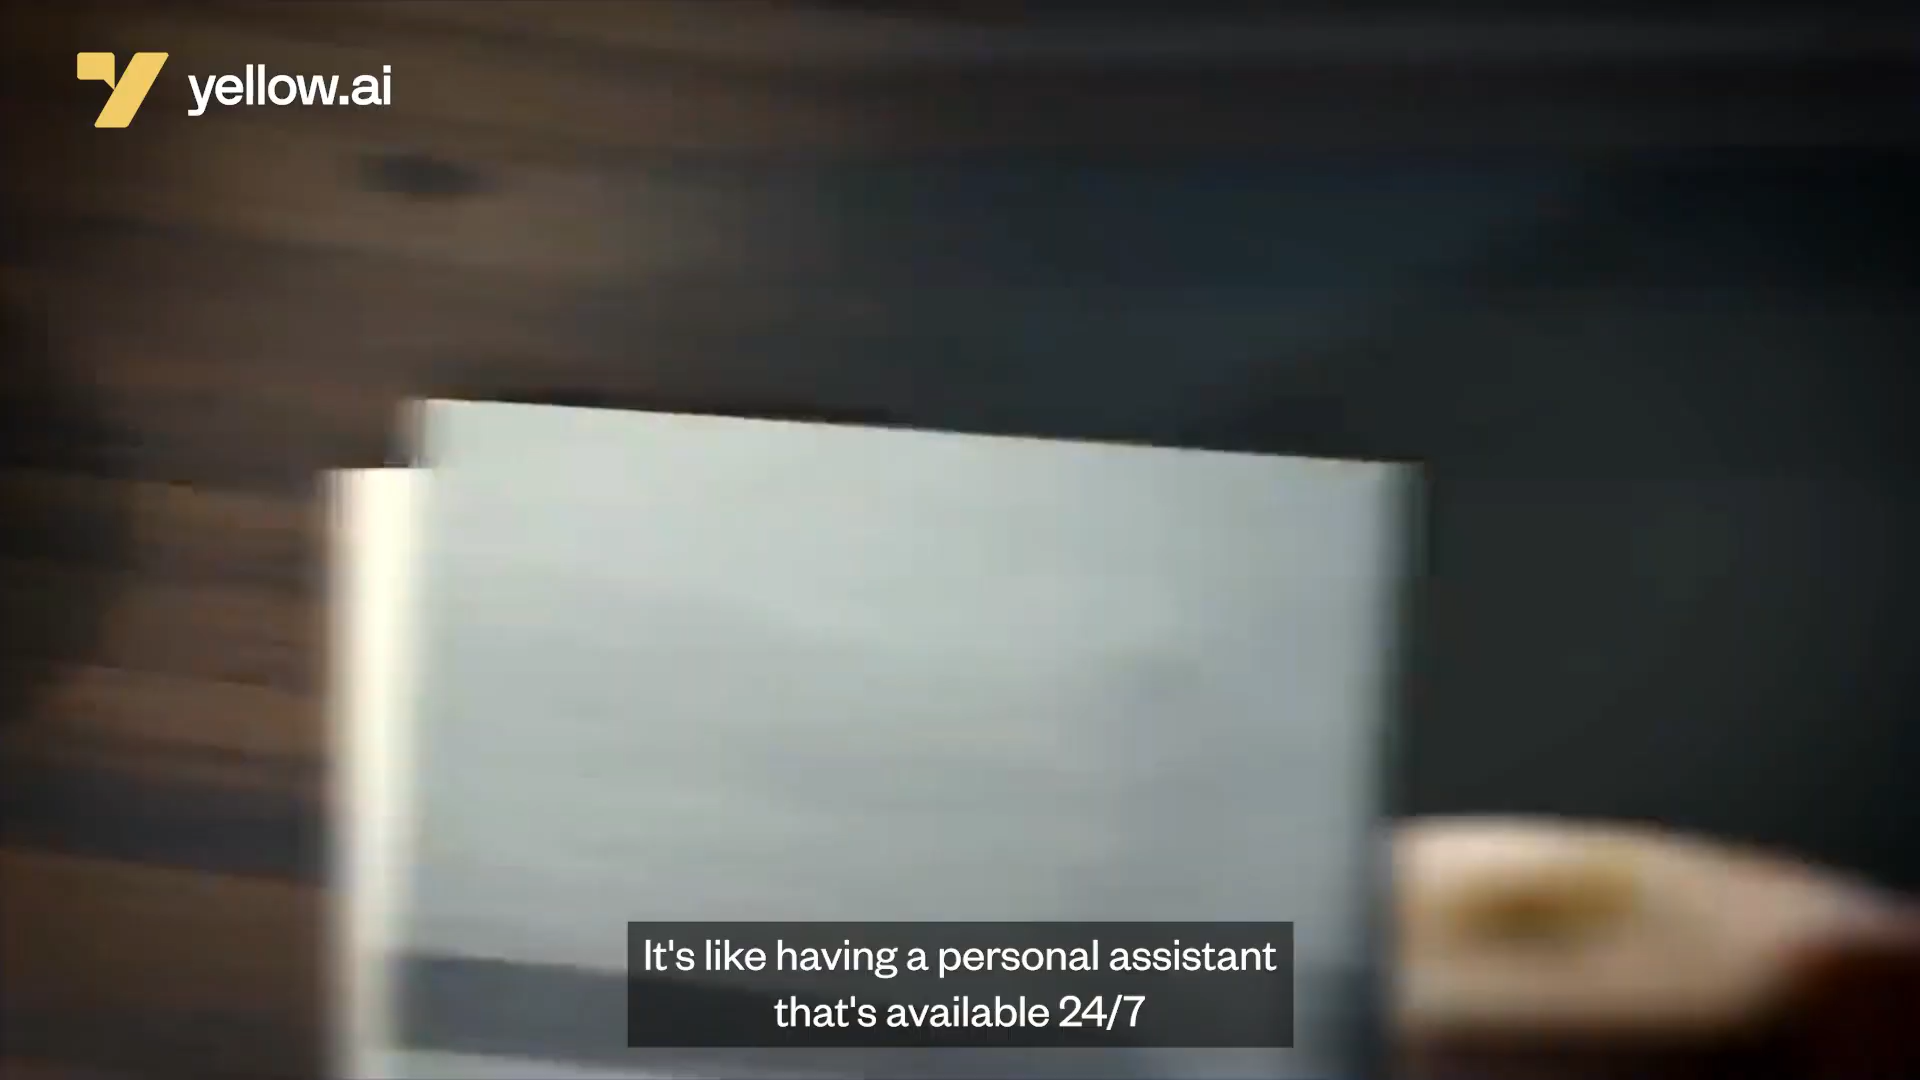 yellow.ai
It's like having a personal assistant
that's available 24/7